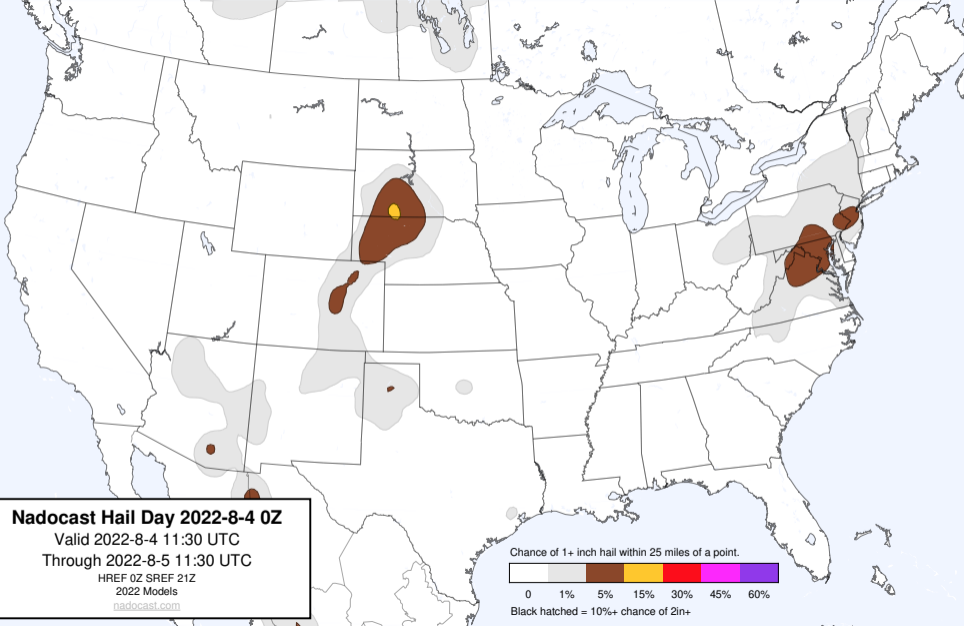 Nadocast Hail Day 2022-8-4 0Z
Valid 2022-8-4 11:30 UTC
Through 2022-8-5 11:30 UTC
HREF 0Z SREF 21Z
2022 Models
nadocast.com
Chance of 1+ inch hail within 25 miles of a point.
0 1% 5% 15% 30% 45% 60%
Black hatched = 10%+ chance of 2in+